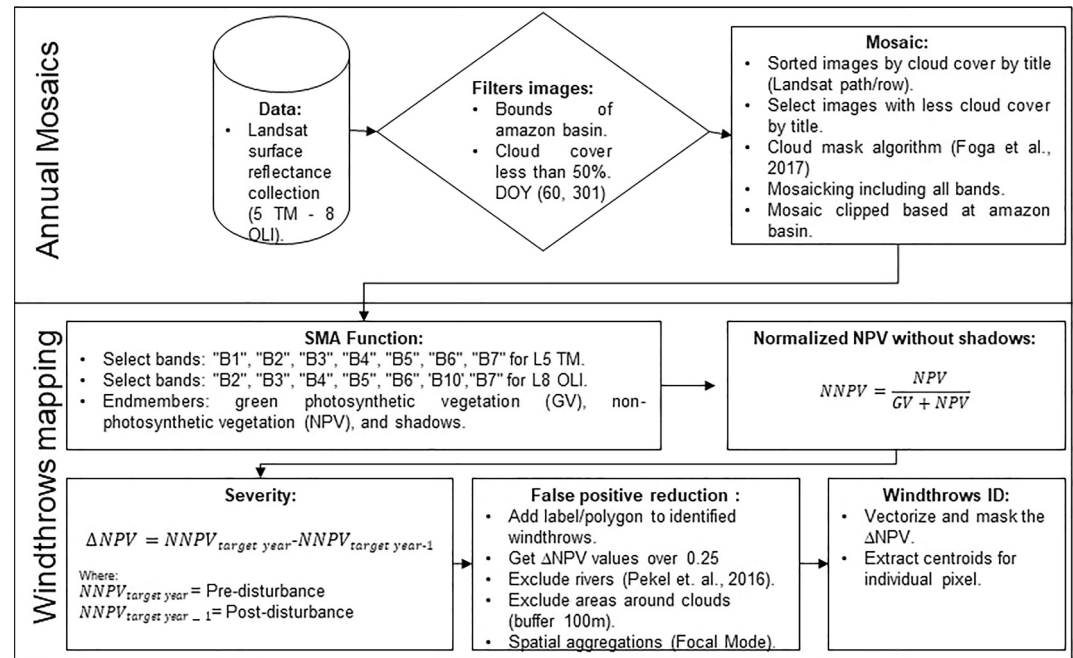 Annual Mosaics
Data:
• Landsat
surface
reflectance
collection
(5 TM - 8
OLI).
Filters images:
• Bounds of
amazon basin.
• Cloud cover
less than 50%.
DOY (60, 301)
Mosaic:
• Sorted images by cloud cover by title
(Landsat path/row).
• Select images with less cloud cover
by title.
• Cloud mask algorithm (Foga et al.,
2017)
• Mosaicking including all bands.
• Mosaic clipped based at amazon
basin.
Windthrows mapping
SMA Function:
• Select bands: "B1", "B2", "B3", "B4", "B5", "B6", "B7" for L5 TM.
• Select bands: "B2", "B3", "B4", "B5", "B6", "B10',"B7" for L8 OLI.
• Endmembers: green photosynthetic vegetation (GV), non-
photosynthetic vegetation (NPV), and shadows.
Normalized NPV without shadows:
NNPV = NPV / GV + NPV
Severity:
ΔNPV = NNPV target year-NNPV target year-1
Where:
NNPV target year= Pre-disturbance
NNPV target year _ 1= Post-disturbance
False positive reduction :
• Add label/polygon to identified
windthrows.
• Get ΔNPV values over 0.25
• Exclude rivers (Pekel et. al., 2016).
• Exclude areas around clouds
(buffer 100m).
• Spatial aggregations (Focal Mode).
Windthrows ID:
• Vectorize and mask the
ΔNPV.
• Extract centroids for
individual pixel.